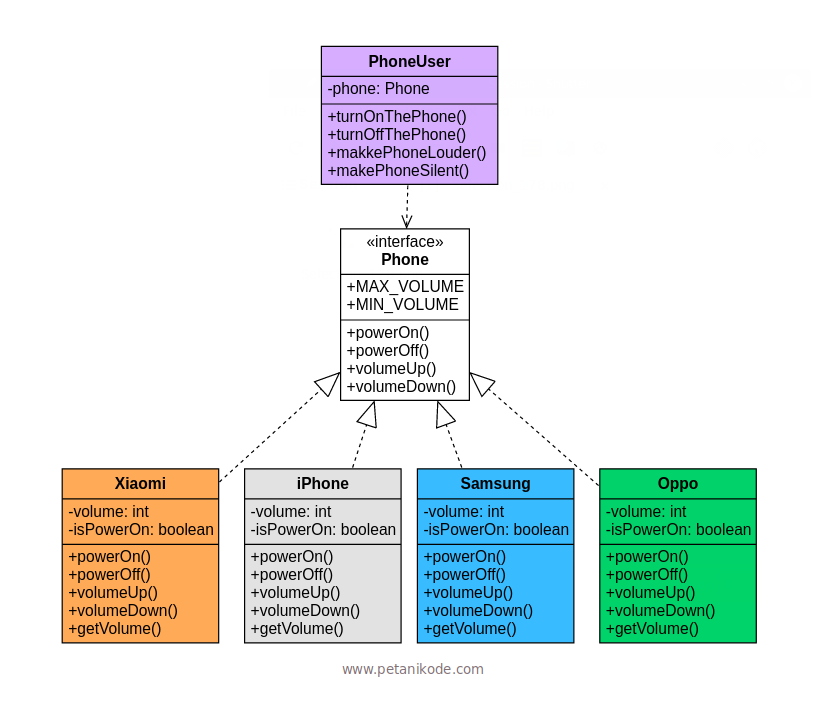 PhoneUser
-phone: Phone
+turnOnThePhone()
+turnOffThePhone()
+makkePhoneLouder()
+makePhoneSilent()
«interface»
Phone
+MAX_VOLUME
+MIN_VOLUME
+powerOn()
+powerOff()
+volumeUp()
+volumeDown()
Xiaomi
-volume: int
-isPowerOn: boolean
+powerOn()
+powerOff()
+volumeUp()
+volumeDown()
+getVolume()
iPhone
-volume: int
-isPowerOn: boolean
+powerOn()
+powerOff()
+volumeUp()
+volumeDown()
+getVolume()
Samsung
-volume: int
-isPowerOn: boolean
+powerOn()
+powerOff()
+volumeUp()
+volumeDown()
+getVolume()
Oppo
-volume: int
-isPowerOn: boolean
+powerOn()
+powerOff()
+volumeUp()
+volumeDown()
+getVolume()
www.petanikode.com